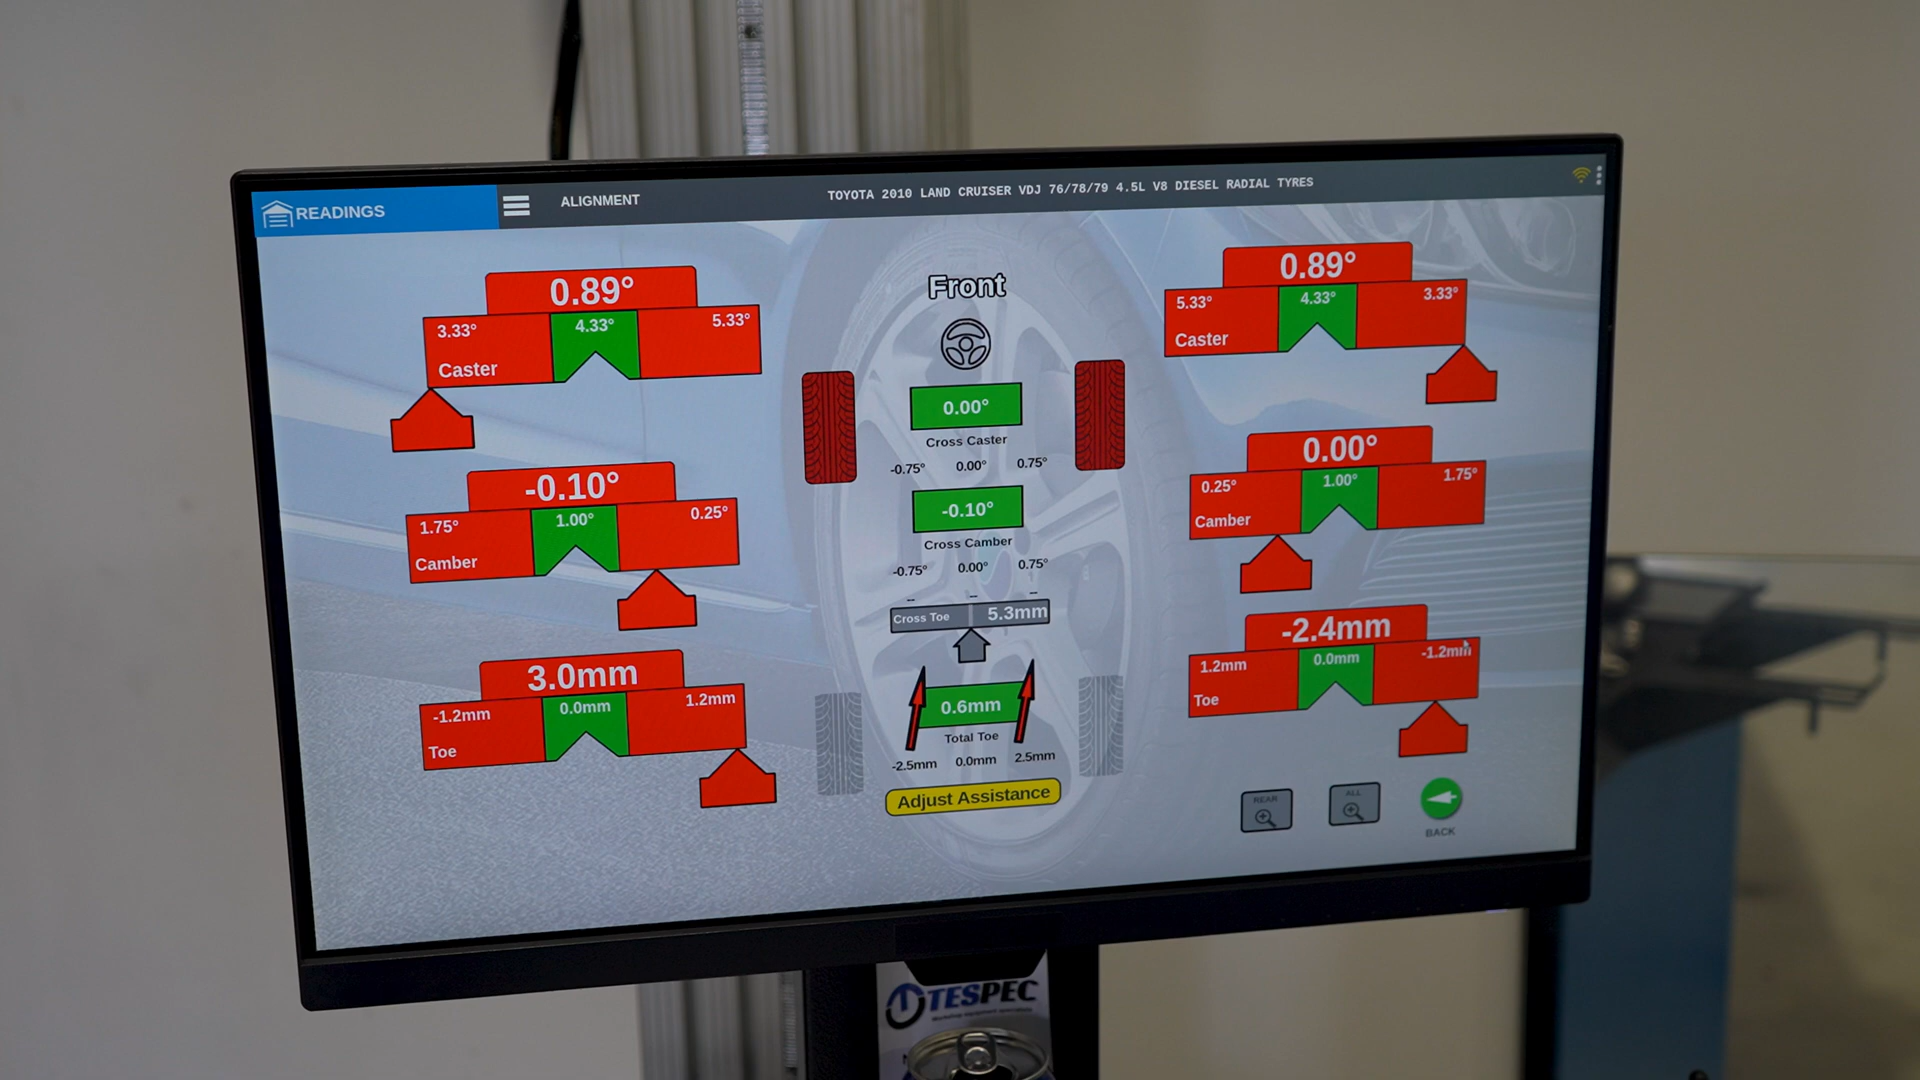 READINGS
ALIGNMENT
TOYOTA 2010 LAND CRUISER VDJ 76/78/79 4.5L V8 DIESEL RADIAL TYRES
0.89°
3.33° 4.33° 5.33°
Caster
-0.10°
1.75° 1.00° 0.25°
Camber
3.0mm
-1.2mm 0.0mm 1.2mm
Toe
Front
0.00°
Cross Caster
-0.75° 0.00° 0.75°
-0.10°
Cross Camber
-0.75° 0.00° 0.75°
-- -- --
Cross Toe 5.3mm
0.6mm
Total Toe
-2.5mm 0.0mm 2.5mm
Adjust Assistance
0.89°
5.33° 4.33° 3.33°
Caster
0.00°
0.25° 1.00° 1.75°
Camber
-2.4mm
1.2mm 0.0mm -1.2mm
Toe
REAR
ALL
BACK
TESPEC